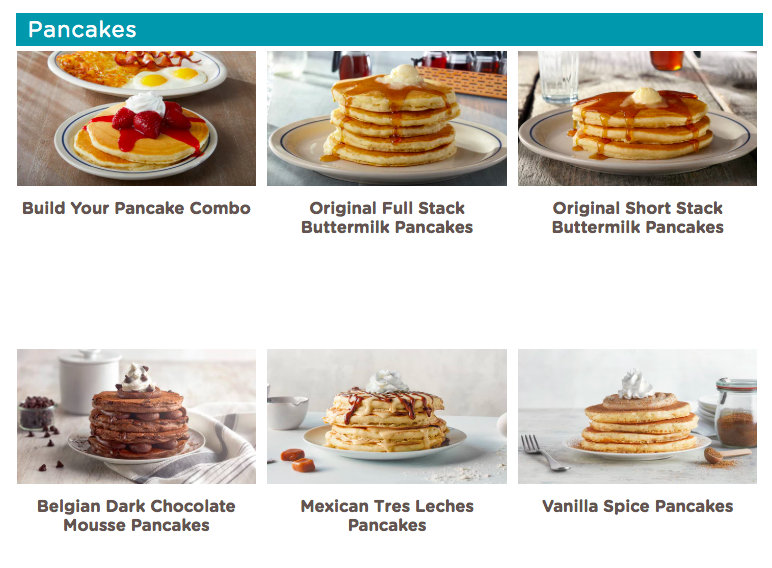 Pancakes
Build Your Pancake Combo
Original Full Stack
Buttermilk Pancakes
Original Short Stack
Buttermilk Pancakes
Belgian Dark Chocolate
Mousse Pancakes
Mexican Tres Leches
Pancakes
Vanilla Spice Pancakes